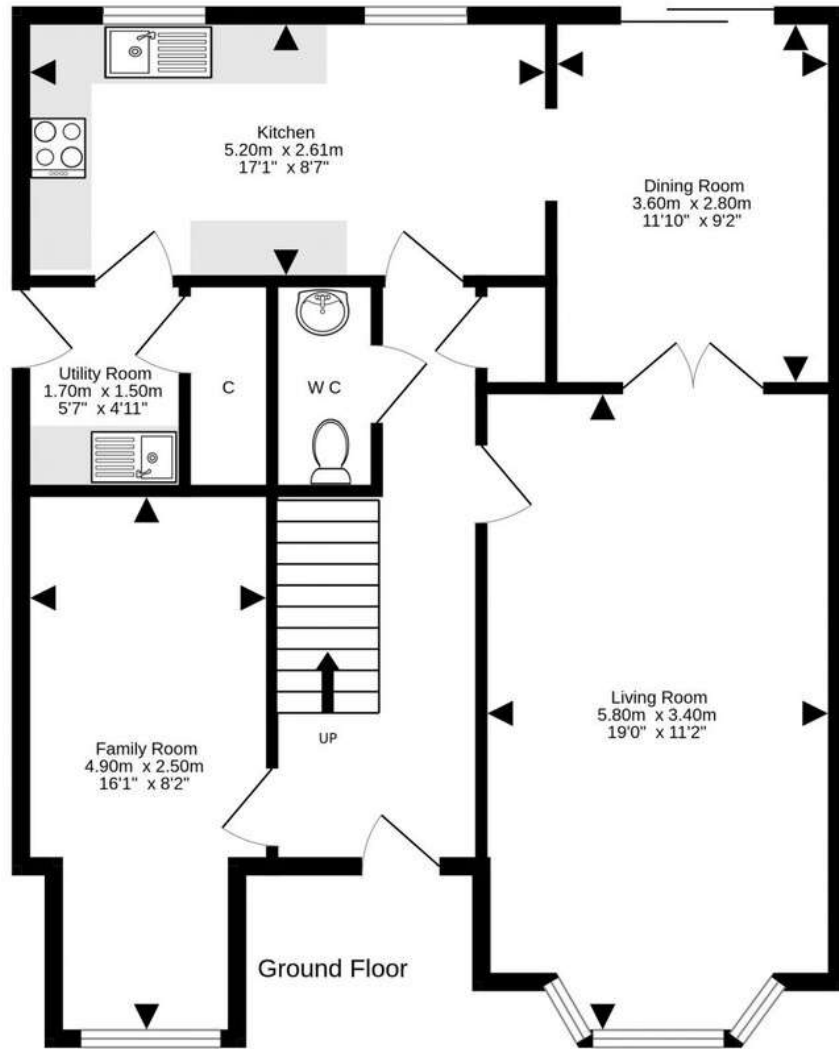 Kitchen
5.20m x 2.61m
17'1" x 8'7"
Dining Room
3.60m x 2.80m
11'10" x 9'2"
Utility Room
1.70m x 1.50m
5'7" x 4'11"
C
W C
Living Room
5.80m x 3.40m
19'0" x 11'2"
UP
Family Room
4.90m x 2.50m
16'1" x 8'2"
Ground Floor